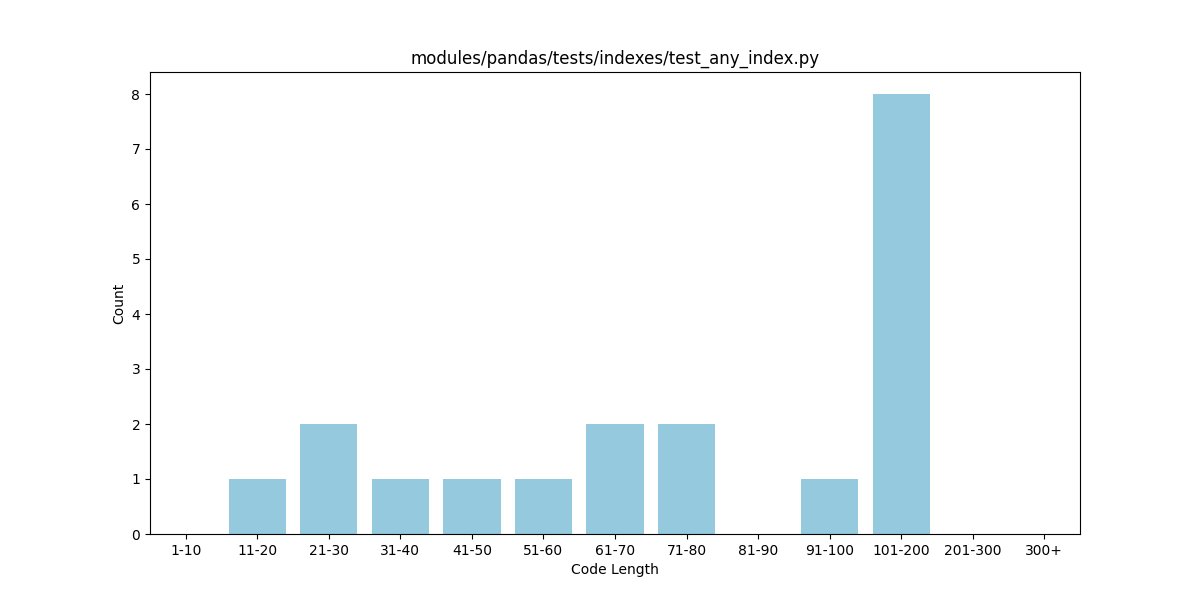 modules/pandas/tests/indexes/test_any_index.py
8
7
6
5
4
3
2
1
0
Count
1-10 11-20 21-30 31-40 41-50 51-60 61-70 71-80 81-90 91-100 101-200 201-300 300+
Code Length